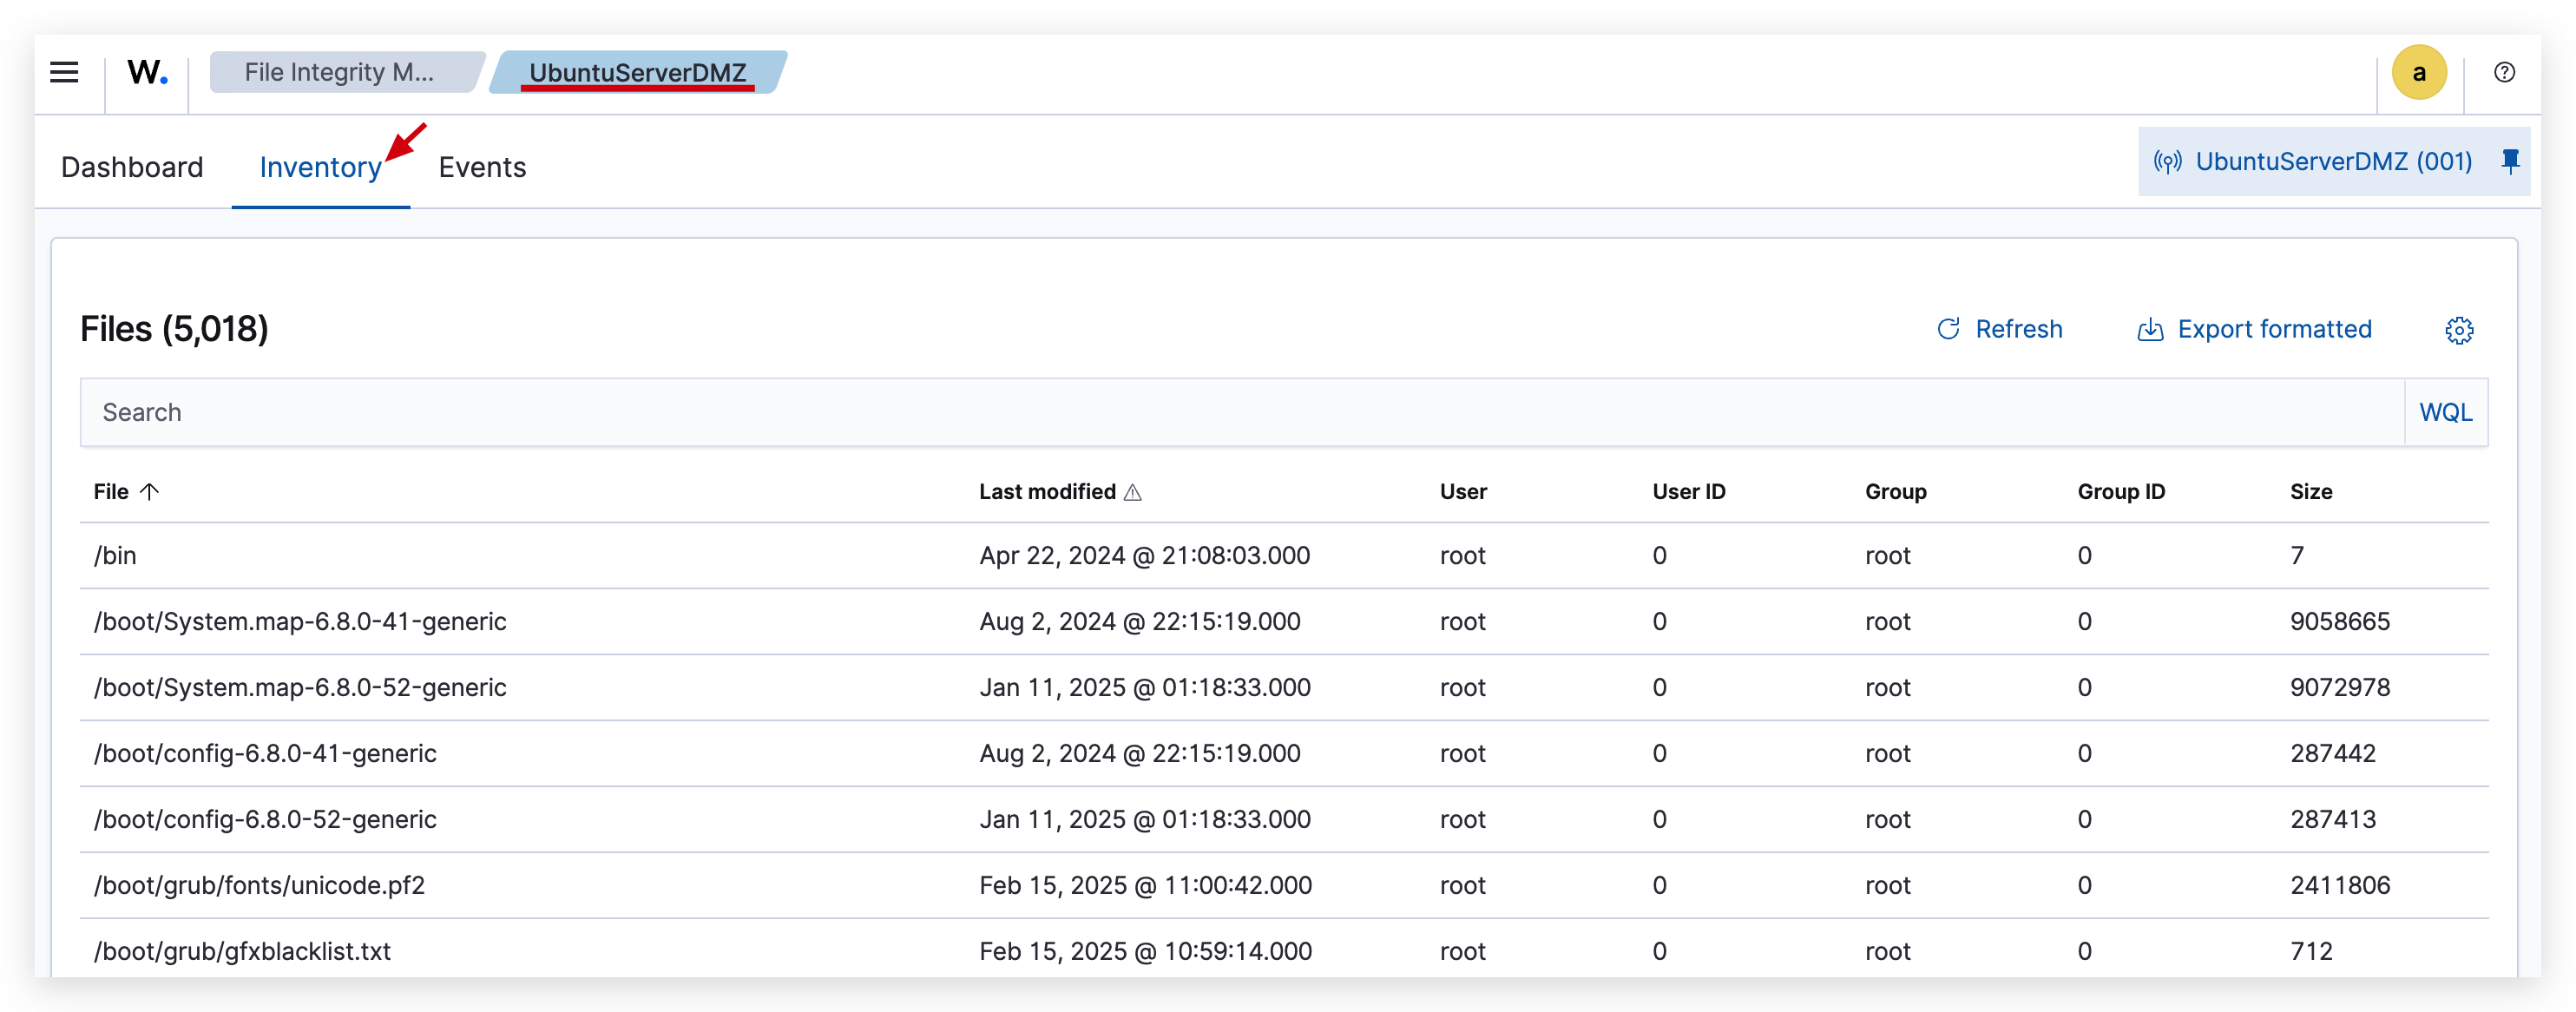 W. File Integrity M... UbuntuServerDMZ a
Dashboard Inventory Events UbuntuServerDMZ (001)
Files (5,018) Refresh Export formatted
Search WQL
File Last modified User User ID Group Group ID Size
/bin Apr 22, 2024 @ 21:08:03.000 root 0 root 0 7
/boot/System.map-6.8.0-41-generic Aug 2, 2024 @ 22:15:19.000 root 0 root 0 9058665
/boot/System.map-6.8.0-52-generic Jan 11, 2025 @ 01:18:33.000 root 0 root 0 9072978
/boot/config-6.8.0-41-generic Aug 2, 2024 @ 22:15:19.000 root 0 root 0 287442
/boot/config-6.8.0-52-generic Jan 11, 2025 @ 01:18:33.000 root 0 root 0 287413
/boot/grub/fonts/unicode.pf2 Feb 15, 2025 @ 11:00:42.000 root 0 root 0 2411806
/boot/grub/gfxblacklist.txt Feb 15, 2025 @ 10:59:14.000 root 0 root 0 712